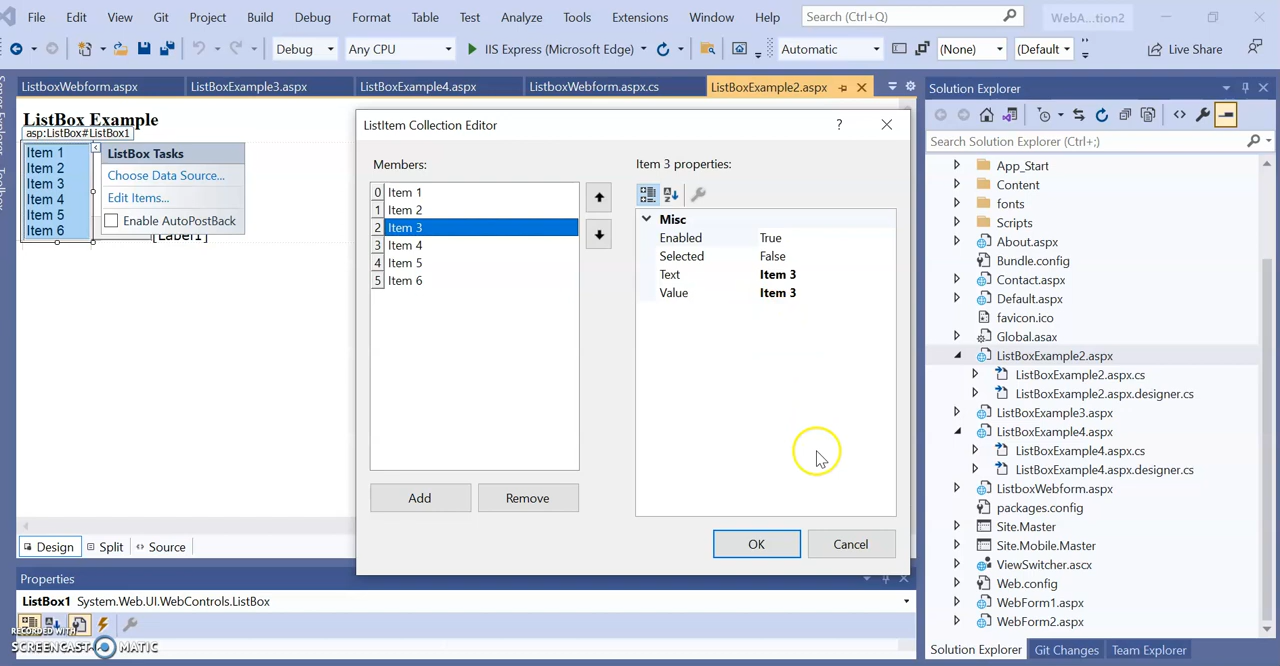 File Edit View Git Project Build Debug Format Table Test Analyze Tools Extensions Window Help Search (Ctrl+Q) WebA...tion2
Debug Any CPU IIS Express (Microsoft Edge) Automatic (None) (Default Live Share
ListboxWebform.aspx ListBoxExample3.aspx ListBoxExample4.aspx ListboxWebform.aspx.cs ListBoxExample2.aspx
Server Explorer
Toolbox
ListBox Example
asp:ListBox#ListBox1
Item 1
Item 2
Item 3
Item 4
Item 5
Item 6
ListBox Tasks
Choose Data Source...
Edit Items...
Enable AutoPostBack
[Label1]
ListItem Collection Editor ?
Members:
0 Item 1
1 Item 2
2 Item 3
3 Item 4
4 Item 5
5 Item 6
Add Remove
Item 3 properties:
Misc
Enabled True
Selected False
Text Item 3
Value Item 3
OK Cancel
Design Split Source
Properties
ListBox1 System.Web.UI.WebControls.ListBox
RECORDED WITH
SCREENCAST MATIC
Solution Explorer
Search Solution Explorer (Ctrl+;)
App_Start
Content
fonts
Scripts
About.aspx
Bundle.config
Contact.aspx
Default.aspx
favicon.ico
Global.asax
ListBoxExample2.aspx
ListBoxExample2.aspx.cs
ListBoxExample2.aspx.designer.cs
ListBoxExample3.aspx
ListBoxExample4.aspx
ListBoxExample4.aspx.cs
ListBoxExample4.aspx.designer.cs
ListboxWebform.aspx
packages.config
Site.Master
Site.Mobile.Master
ViewSwitcher.ascx
Web.config
WebForm1.aspx
WebForm2.aspx
Solution Explorer Git Changes Team Explorer